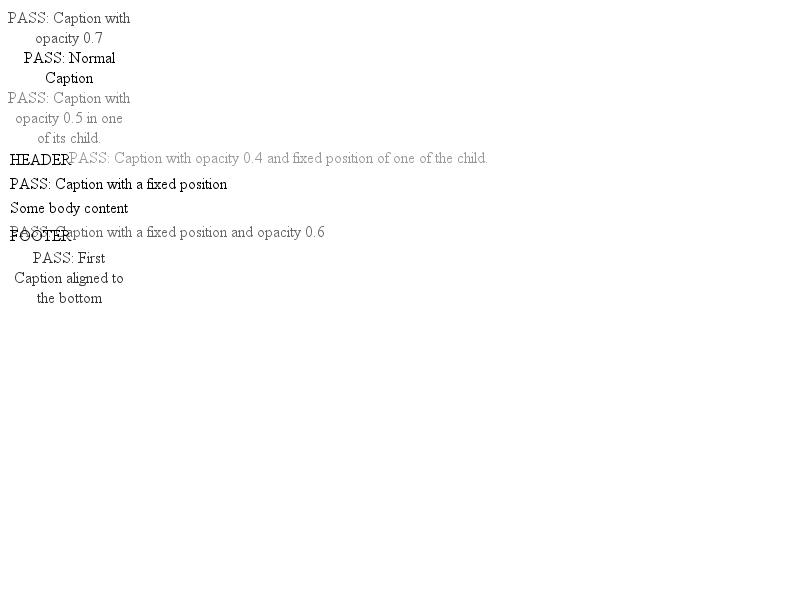 PASS: Caption with
opacity 0.7
PASS: Normal
Caption
PASS: Caption with
opacity 0.5 in one
of its child.
HEADER
PASS: Caption with opacity 0.4 and fixed position of one of the child.
PASS: Caption with a fixed position
Some body content
PASS: Caption with a fixed position and opacity 0.6
FOOTER
PASS: First
Caption aligned to
the bottom